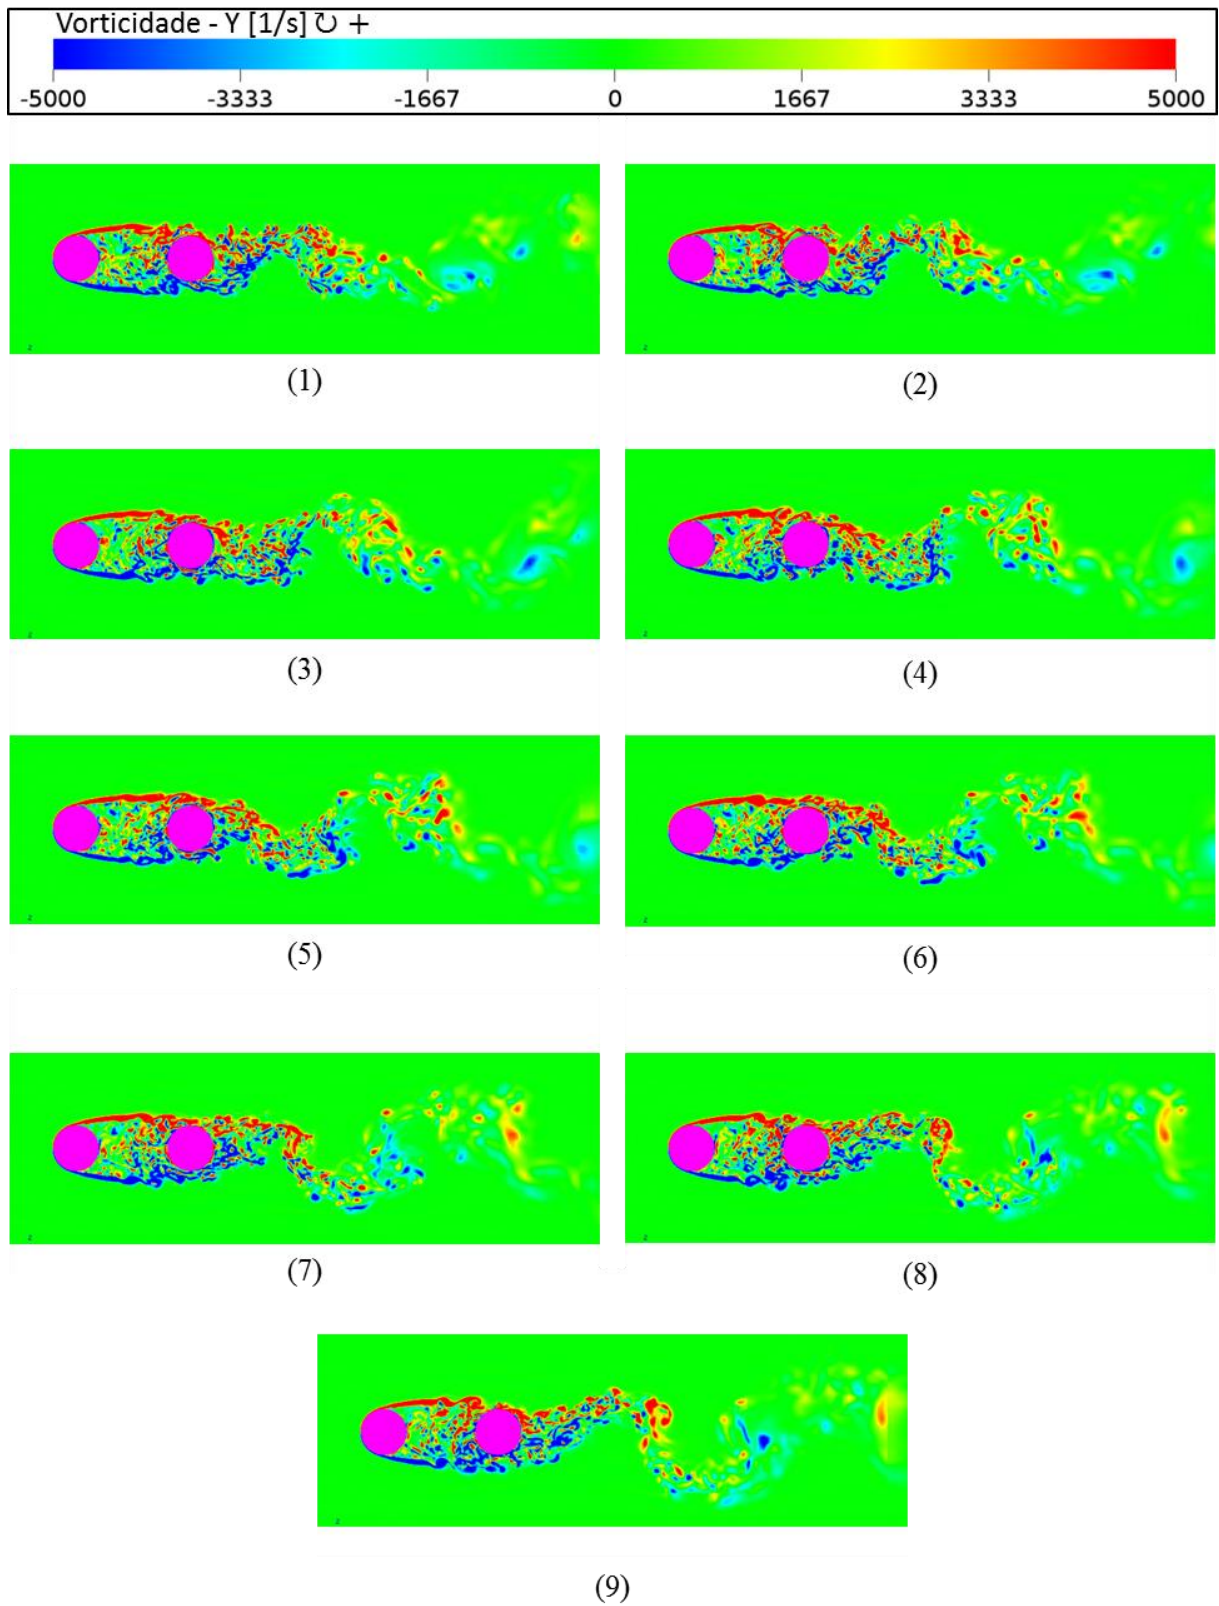 Vorticidade - Y [1/s] ↻ +
-5000 -3333 -1667 0 1667 3333 5000
(1) (2)
(3) (4)
(5) (6)
(7) (8)
(9)